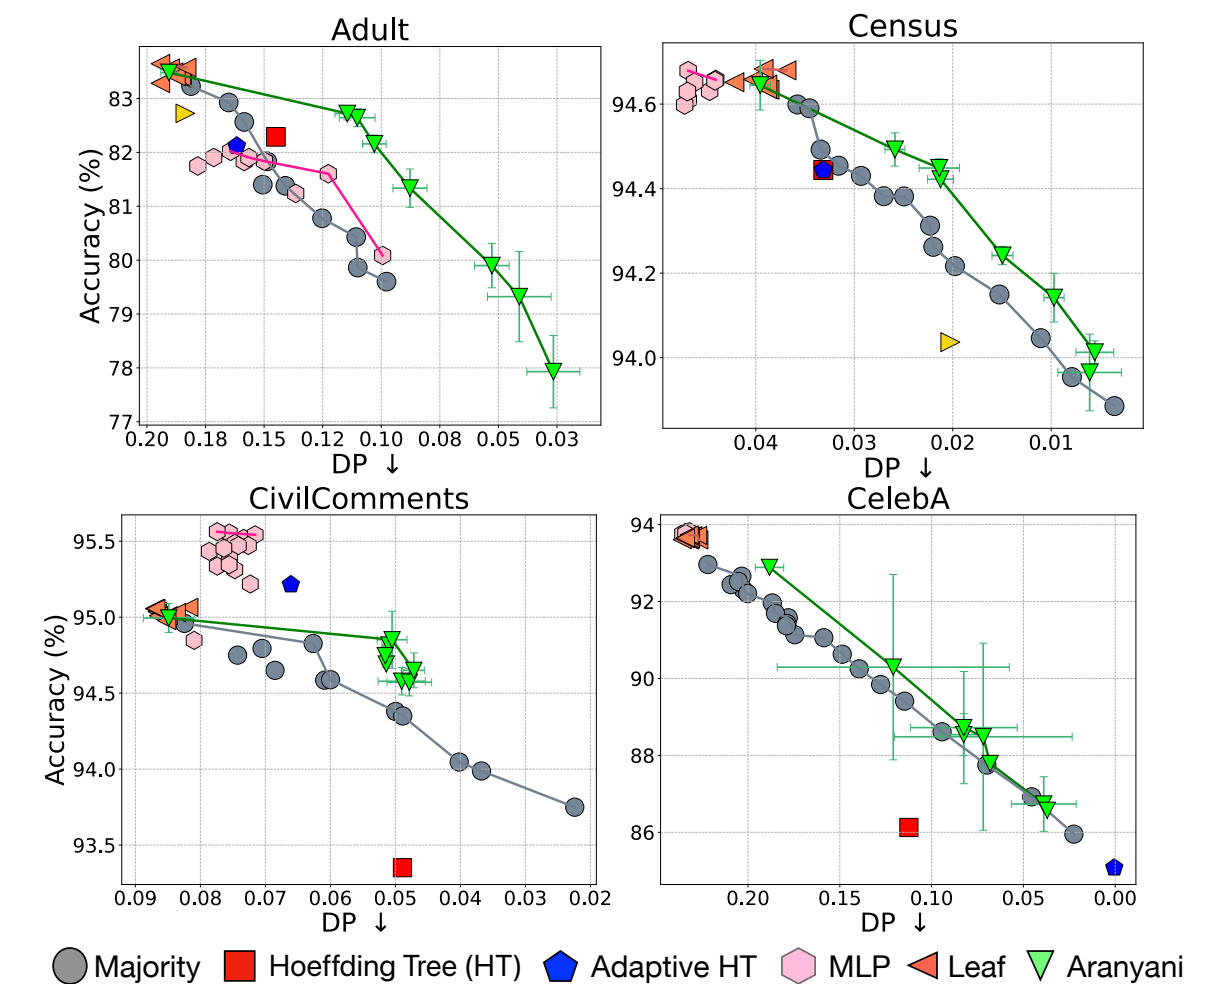 Adult
Accuracy (%)
83
82
81
80
79
78
77
0.20 0.18 0.15 0.12 0.10 0.08 0.05 0.03
DP ↓
Census
94.6
94.4
94.2
94.0
0.04 0.03 0.02 0.01
DP ↓
CivilComments
Accuracy (%)
95.5
95.0
94.5
94.0
93.5
0.09 0.08 0.07 0.06 0.05 0.04 0.03 0.02
DP ↓
CelebA
94
92
90
88
86
0.20 0.15 0.10 0.05 0.00
DP ↓
Majority Hoeffding Tree (HT) Adaptive HT MLP Leaf Aranyani